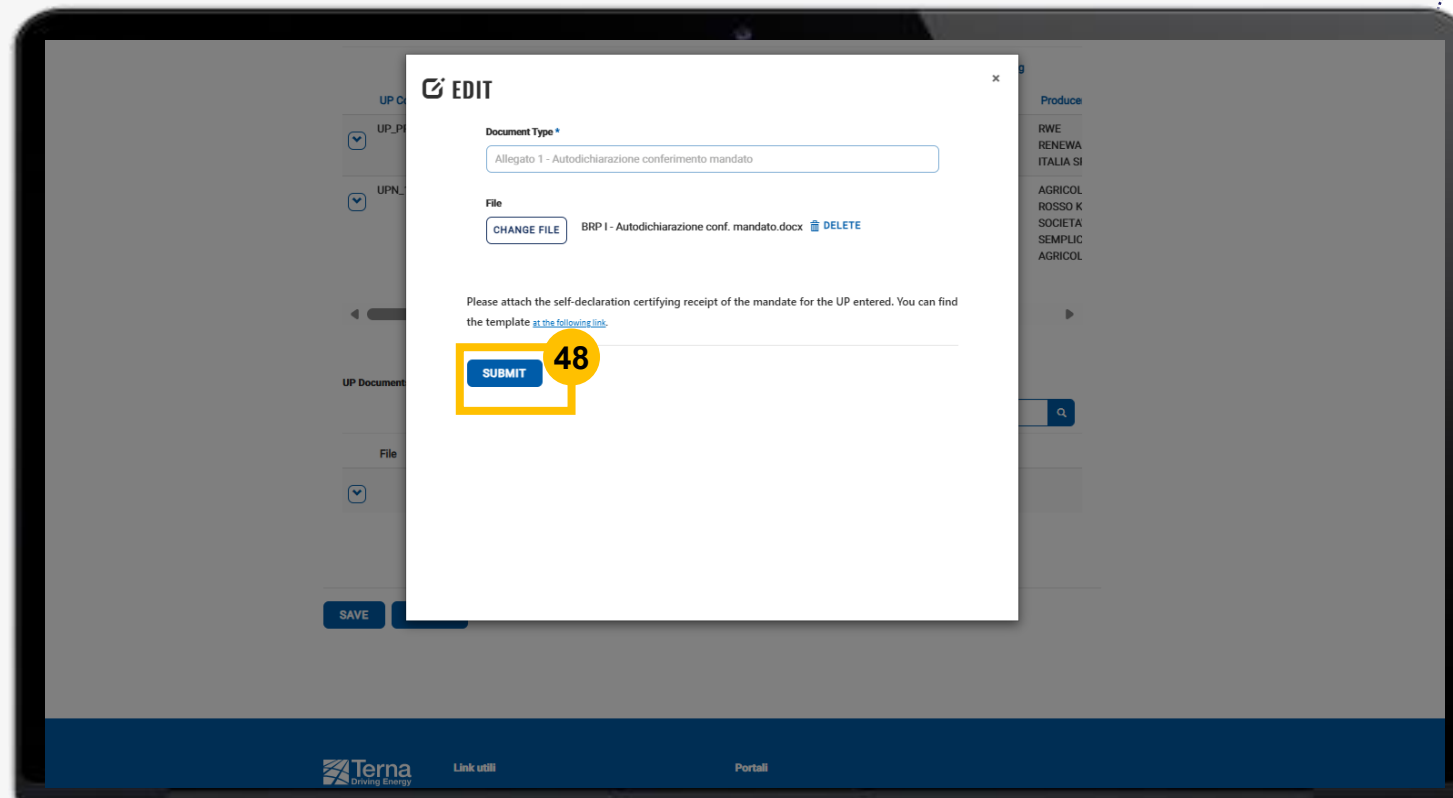 EDIT
×
Document Type *
Allegato 1 - Autodichiarazione conferimento mandato
File
CHANGE FILE BRP I - Autodichiarazione conf. mandato.docx DELETE
Please attach the self-declaration certifying receipt of the mandate for the UP entered. You can find
the template at the following link.
48
SUBMIT
UP
Produce
UP_P
RWE
RENEWA
ITALIA
UPN_
AGRICOL
ROSSO K
SOCIETA'
SEMPLIC
AGRICOL
UP Document
File
SAVE
Terna
Driving Energy
Link utili
Portali